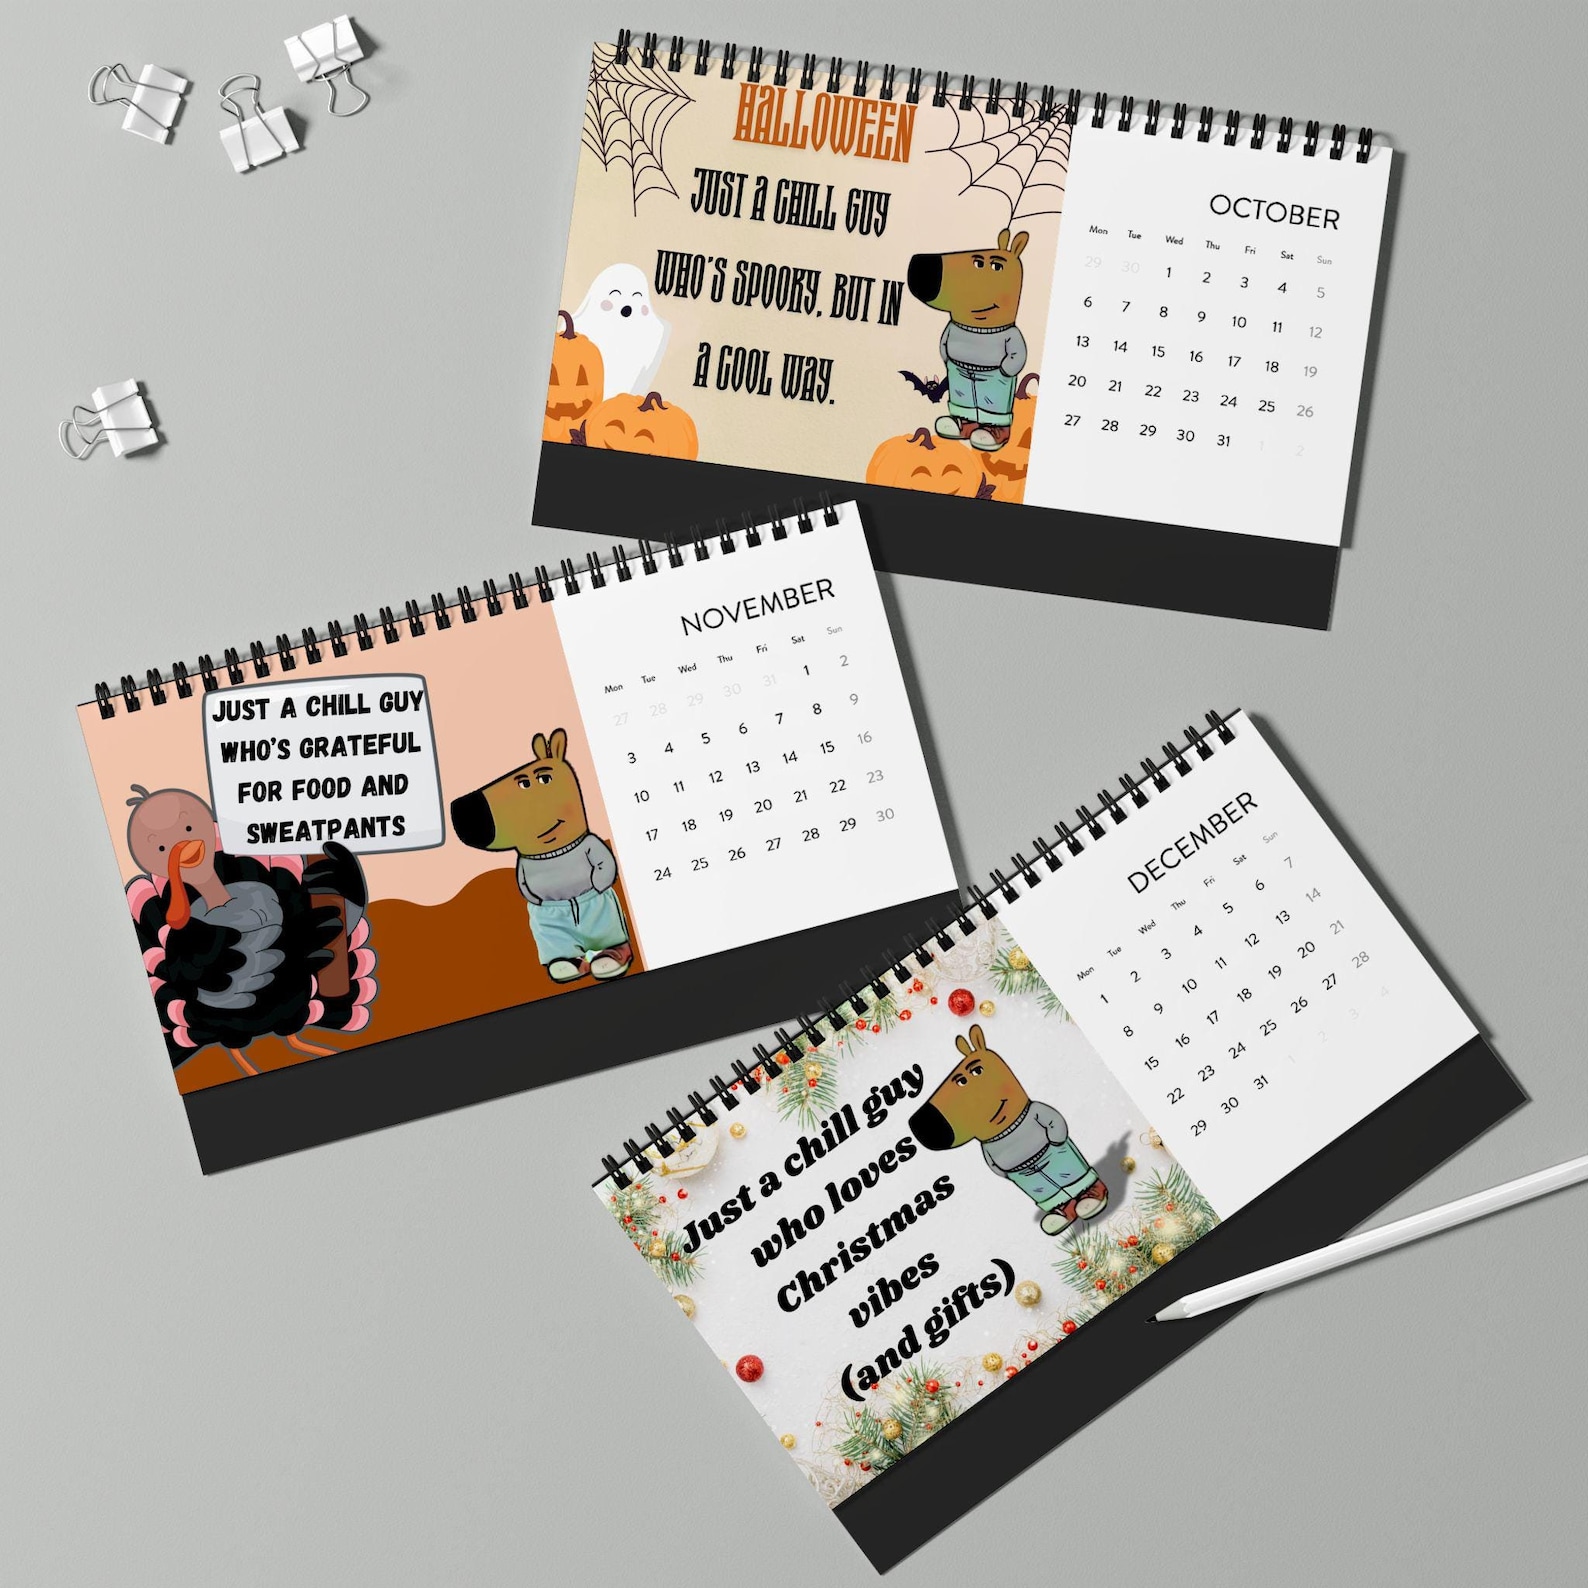 HALLOWEEN
JUST A CHILL GUY
WHO'S SPOOKY, BUT IN
A COOL WAY.
OCTOBER
Mon Tue Wed Thu Fri Sat Sun
29 30 1 2 3 4 5
6 7 8 9 10 11 12
13 14 15 16 17 18 19
20 21 22 23 24 25 26
27 28 29 30 31 1 2
JUST A CHILL GUY
WHO'S GRATEFUL
FOR FOOD AND
SWEATPANTS
NOVEMBER
Mon Tue Wed Thu Fri Sat Sun
27 28 29 30 31 1 2
3 4 5 6 7 8 9
10 11 12 13 14 15 16
17 18 19 20 21 22 23
24 25 26 27 28 29 30
Just a chill guy
who loves
Christmas
vibes
(and gifts)
DECEMBER
Mon Tue Wed Thu Fri Sat Sun
1 2 3 4 5 6 7
8 9 10 11 12 13 14
15 16 17 18 19 20 21
22 23 24 25 26 27 28
29 30 31 1 2 3 4